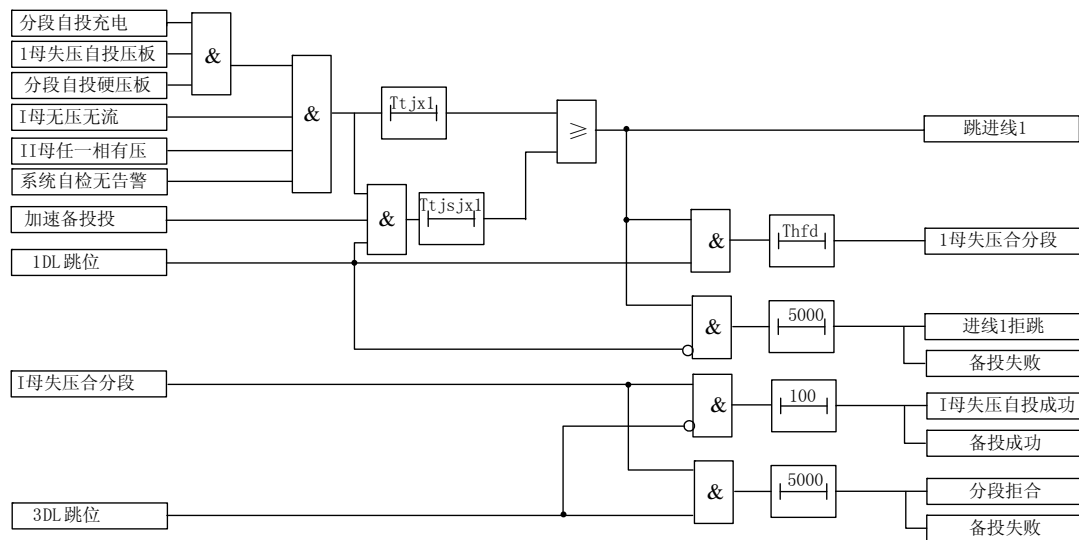 分段自投充电
1母失压自投压板
分段自投硬压板
&
I母无压无流
II母任一相有压
系统自检无告警
&
Ttjx1
≥
跳进线1
加速备投投
&
Ttjsjx1
1DL跳位
&
Thfd
1母失压合分段
&
5000
进线1拒跳
备投失败
I母失压合分段
&
100
I母失压自投成功
备投成功
3DL跳位
&
5000
分段拒合
备投失败